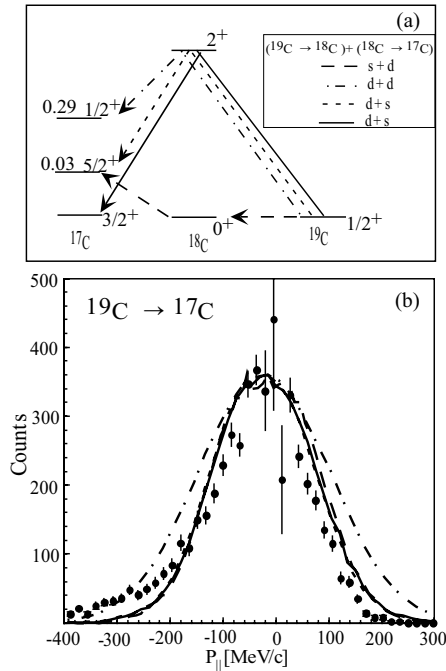 (a)
2⁺
(¹⁹C → ¹⁸C) + (¹⁸C → ¹⁷C)
s + d
d + d
d + s
d + s
0.29 1/2⁺
0.03 5/2⁺
3/2⁺
0⁺
1/2⁺
¹⁷C
¹⁸C
¹⁹C
(b)
¹⁹C → ¹⁷C
Counts
500
400
300
200
100
-400 -300 -200 -100 0 100 200 300
P|| [MeV/c]